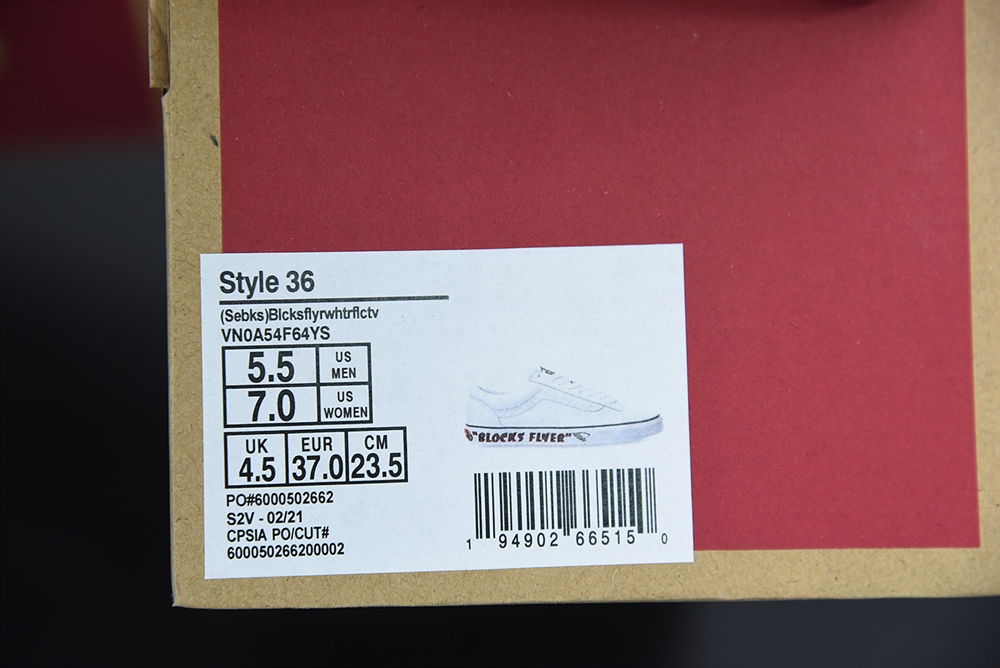 Style 36
(Sebks)Blcksflyrwhtrflctv
VN0A54F64YS
5.5 US MEN
7.0 US WOMEN
UK 4.5 EUR 37.0 CM 23.5
PO#6000502662
S2V - 02/21
CPSIA PO/CUT#
600050266200002
"BLOCKS FLYER"
1 94902 66515 0